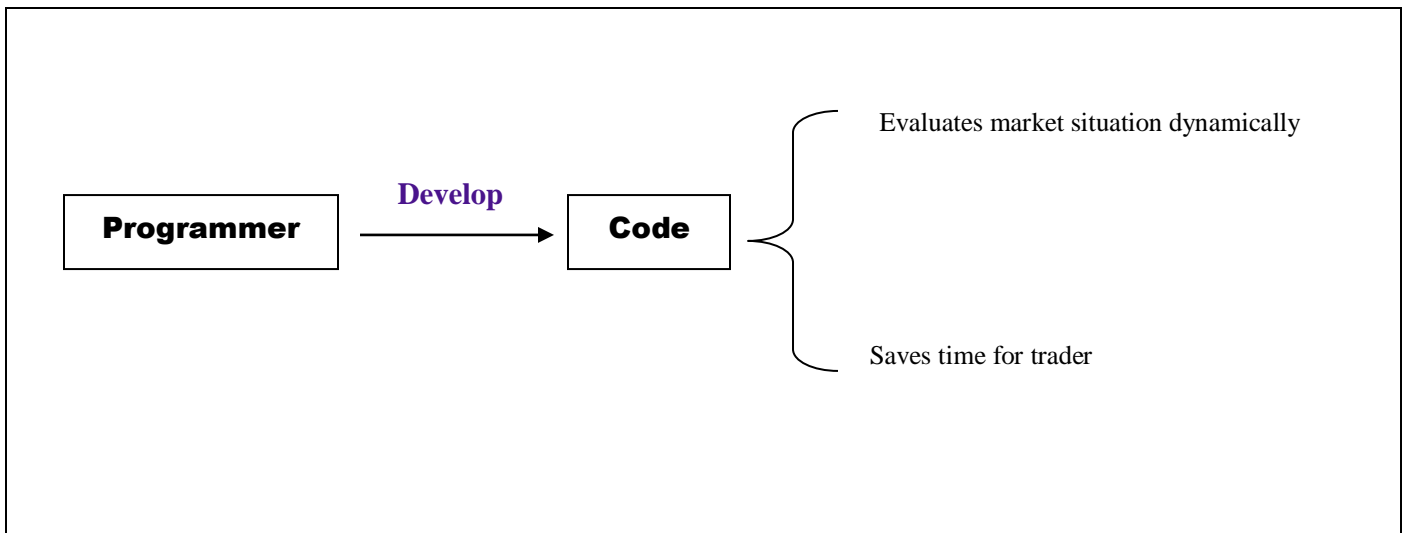 Evaluates market situation dynamically
Develop
Programmer
Code
Saves time for trader